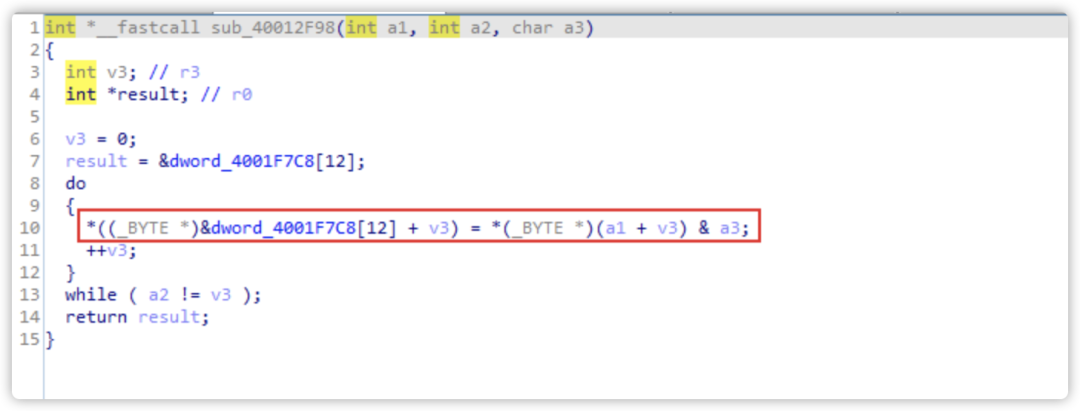 1 int *__fastcall sub_40012F98(int a1, int a2, char a3)
2 {
3   int v3; // r3
4   int *result; // r0
5
6   v3 = 0;
7   result = &dword_4001F7C8[12];
8   do
9   {
10     *((_BYTE *)&dword_4001F7C8[12] + v3) = *(_BYTE *)(a1 + v3) & a3;
11     ++v3;
12   }
13   while ( a2 != v3 );
14   return result;
15 }